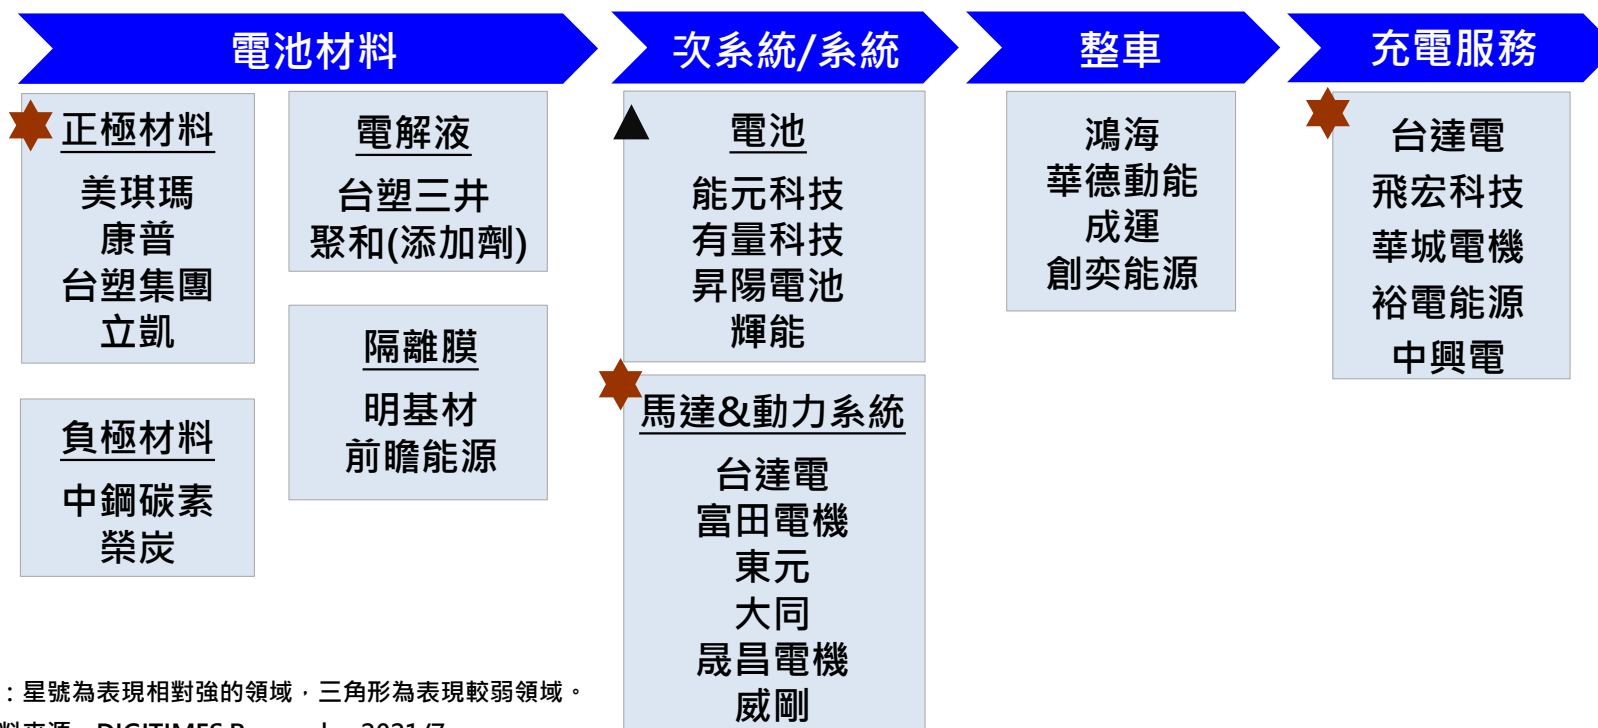 電池材料
次系統/系統
整車
充電服務
正極材料
美琪瑪
康普
台塑集團
立凱
負極材料
中鋼碳素
榮炭
電解液
台塑三井
聚和(添加劑)
隔離膜
明基材
前瞻能源
電池
能元科技
有量科技
昇陽電池
輝能
馬達&動力系統
台達電
富田電機
東元
大同
晟昌電機
威剛
鴻海
華德動能
成運
創奕能源
台達電
飛宏科技
華城電機
裕電能源
中興電
：星號為表現相對強的領域，三角形為表現較弱領域。
料來源：DIGITIMES Research，2021/7